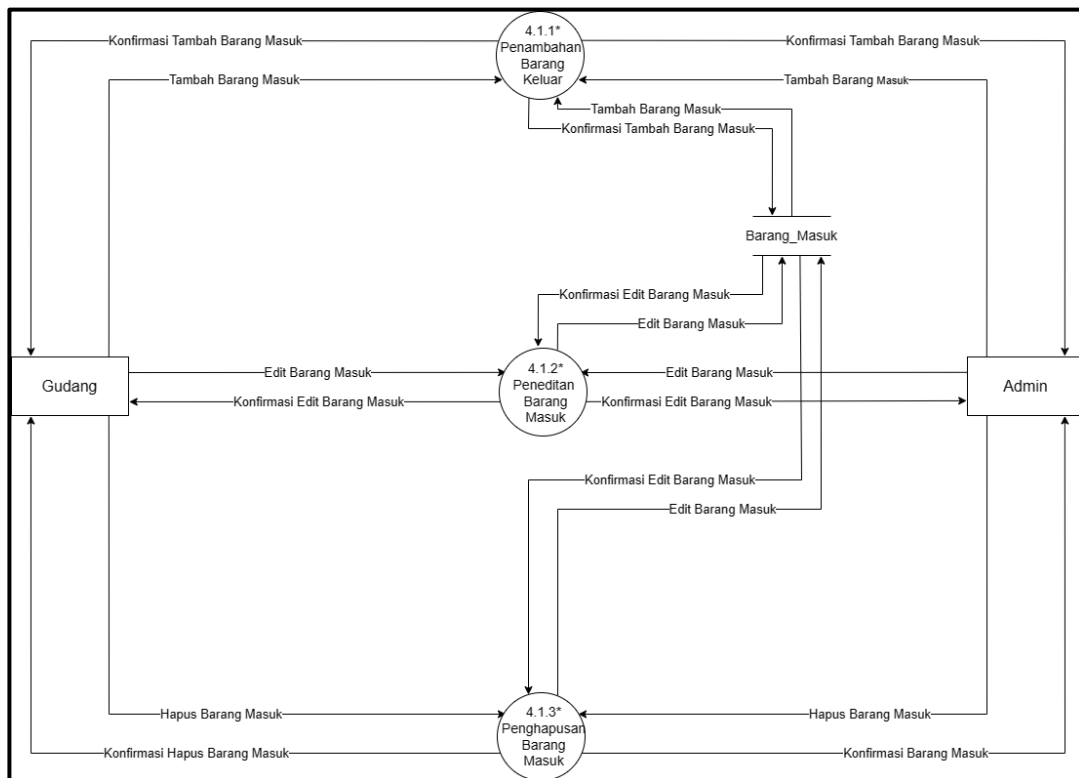 4.1.1*
Penambahan
Barang
Keluar
Konfirmasi Tambah Barang Masuk
Konfirmasi Tambah Barang Masuk
Tambah Barang Masuk
Tambah Barang Masuk
Tambah Barang Masuk
Konfirmasi Tambah Barang Masuk
Barang_Masuk
Konfirmasi Edit Barang Masuk
Edit Barang Masuk
Gudang
Edit Barang Masuk
Konfirmasi Edit Barang Masuk
4.1.2*
Peneditan
Barang
Masuk
Edit Barang Masuk
Konfirmasi Edit Barang Masuk
Admin
Konfirmasi Edit Barang Masuk
Edit Barang Masuk
Hapus Barang Masuk
Konfirmasi Hapus Barang Masuk
4.1.3*
Penghapusan
Barang
Masuk
Hapus Barang Masuk
Konfirmasi Barang Masuk